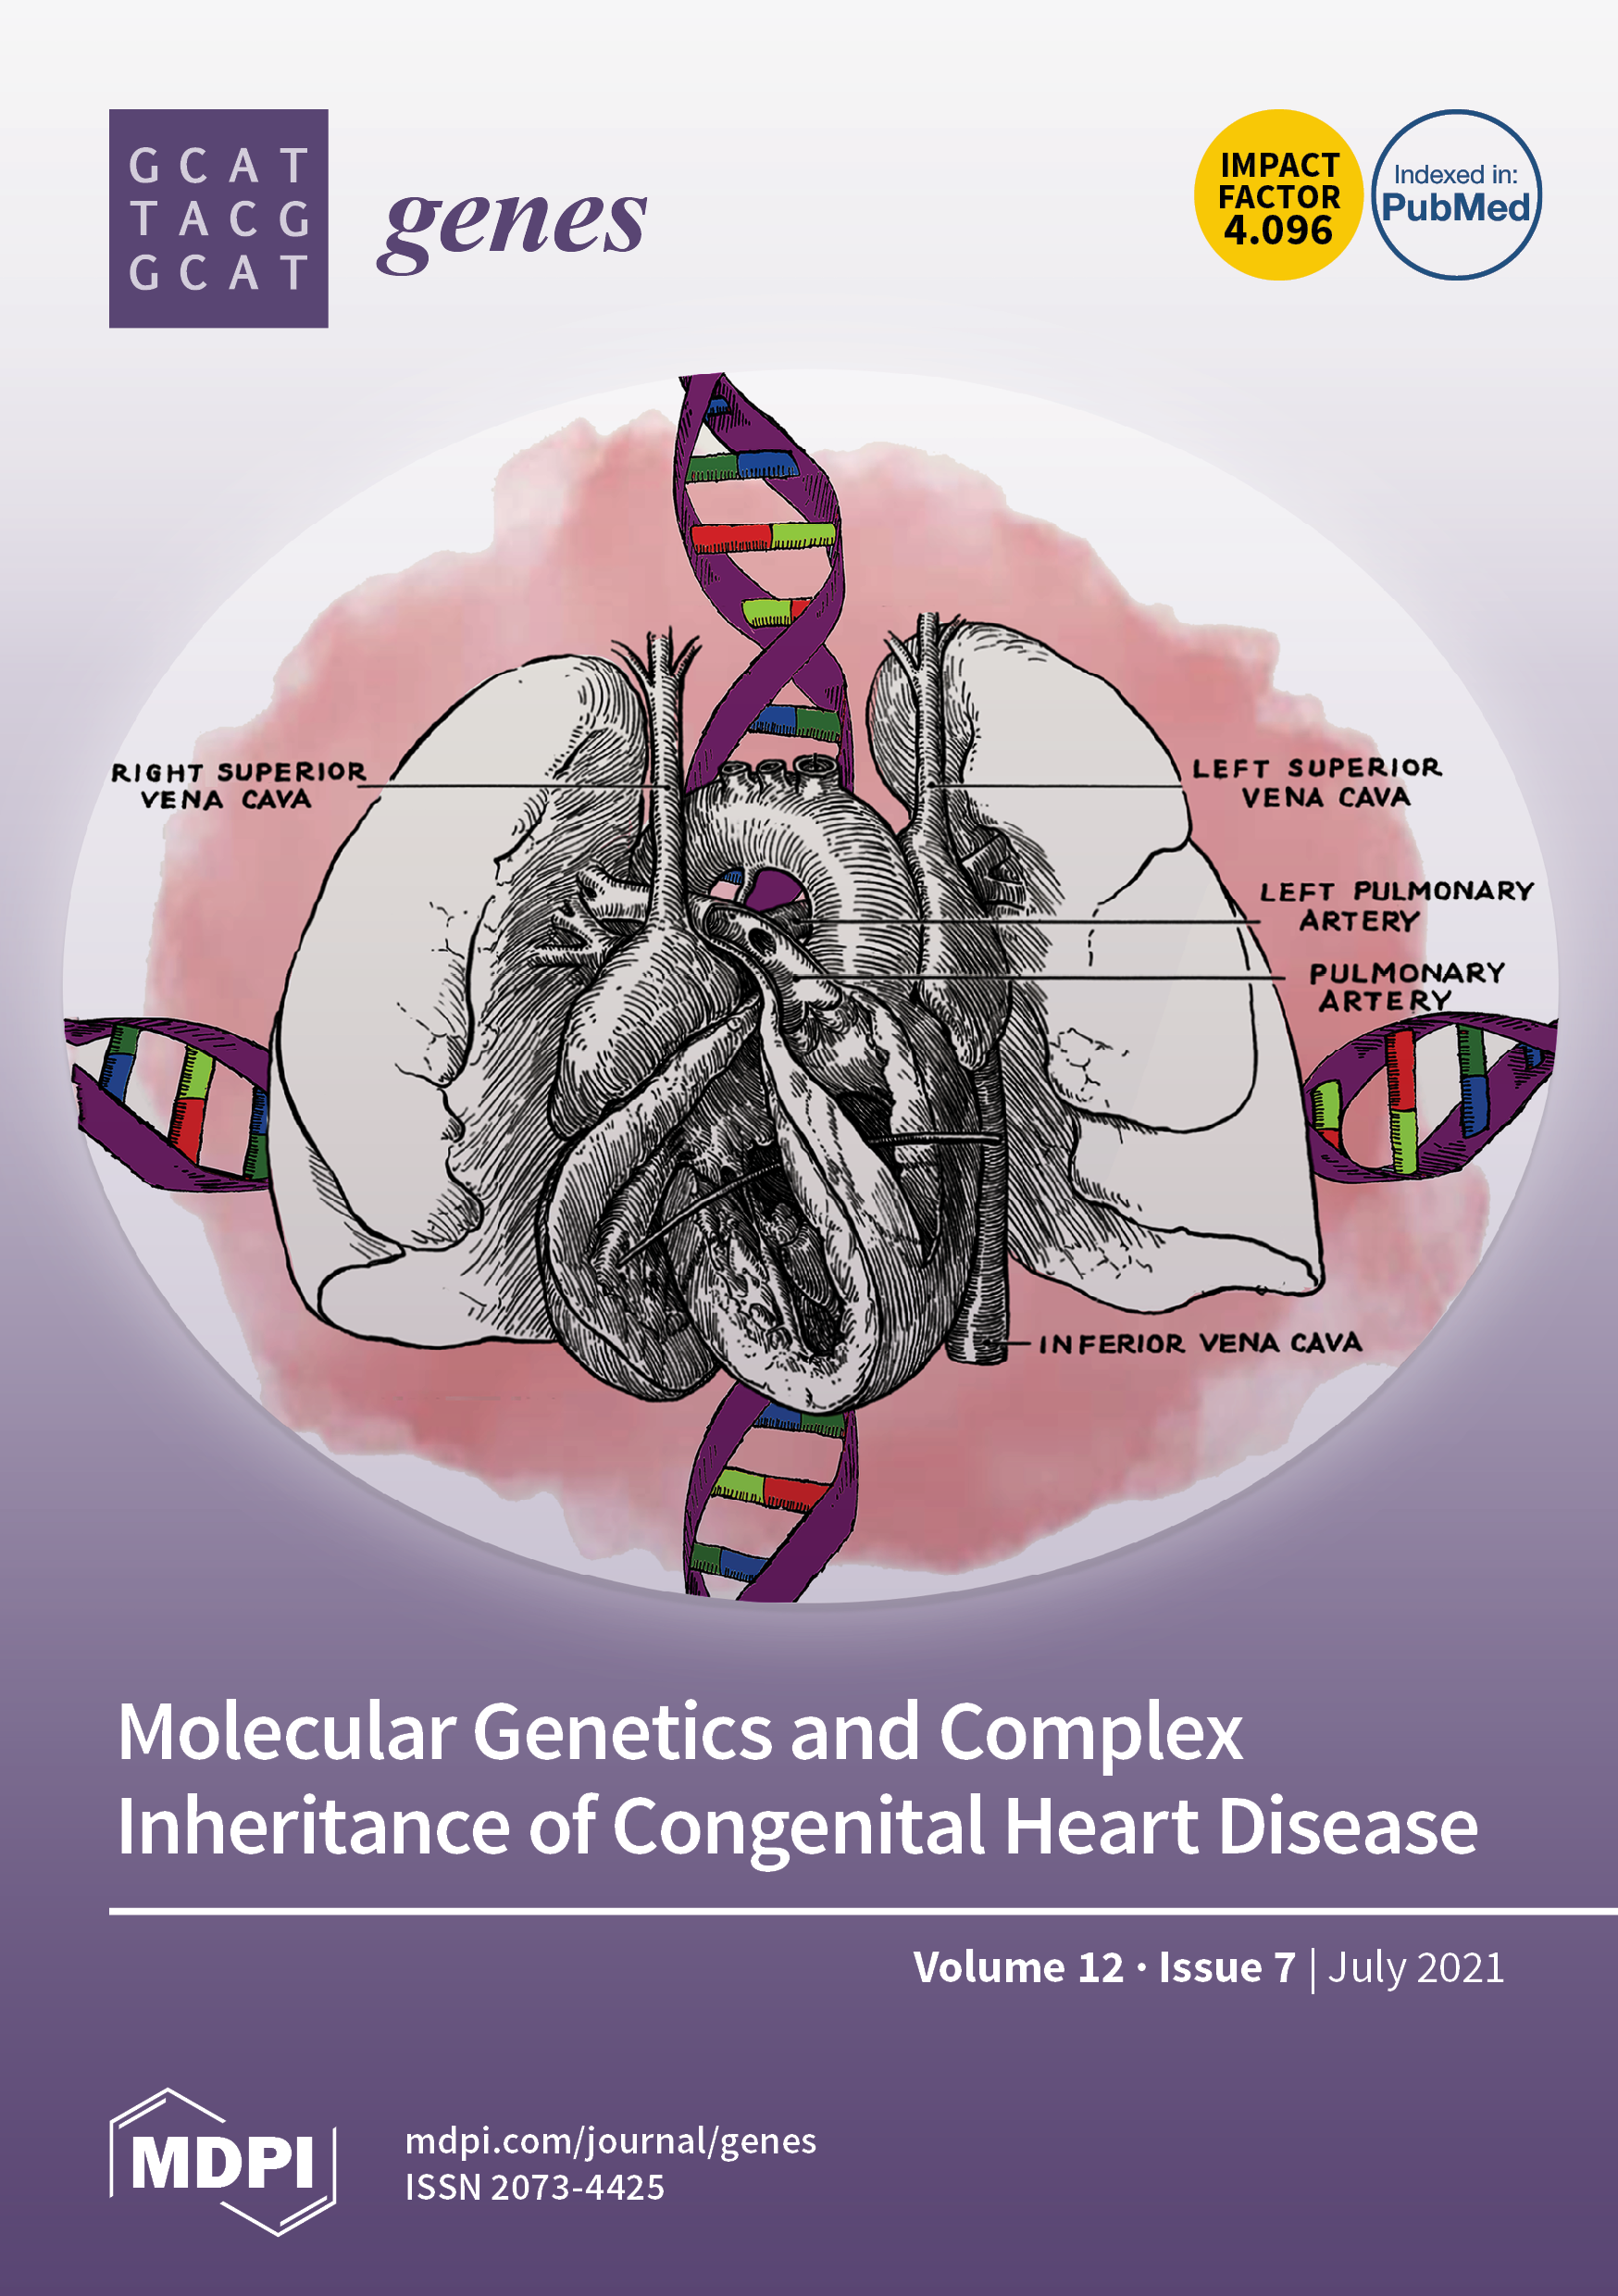 G C A T
T A C G
G C A T
genes
IMPACT
FACTOR
4.096
Indexed in:
PubMed
RIGHT SUPERIOR
VENA CAVA
LEFT SUPERIOR
VENA CAVA
LEFT PULMONARY
ARTERY
PULMONARY
ARTERY
INFERIOR VENA CAVA
Molecular Genetics and Complex
Inheritance of Congenital Heart Disease
Volume 12 · Issue 7 | July 2021
MDPI
mdpi.com/journal/genes
ISSN 2073-4425